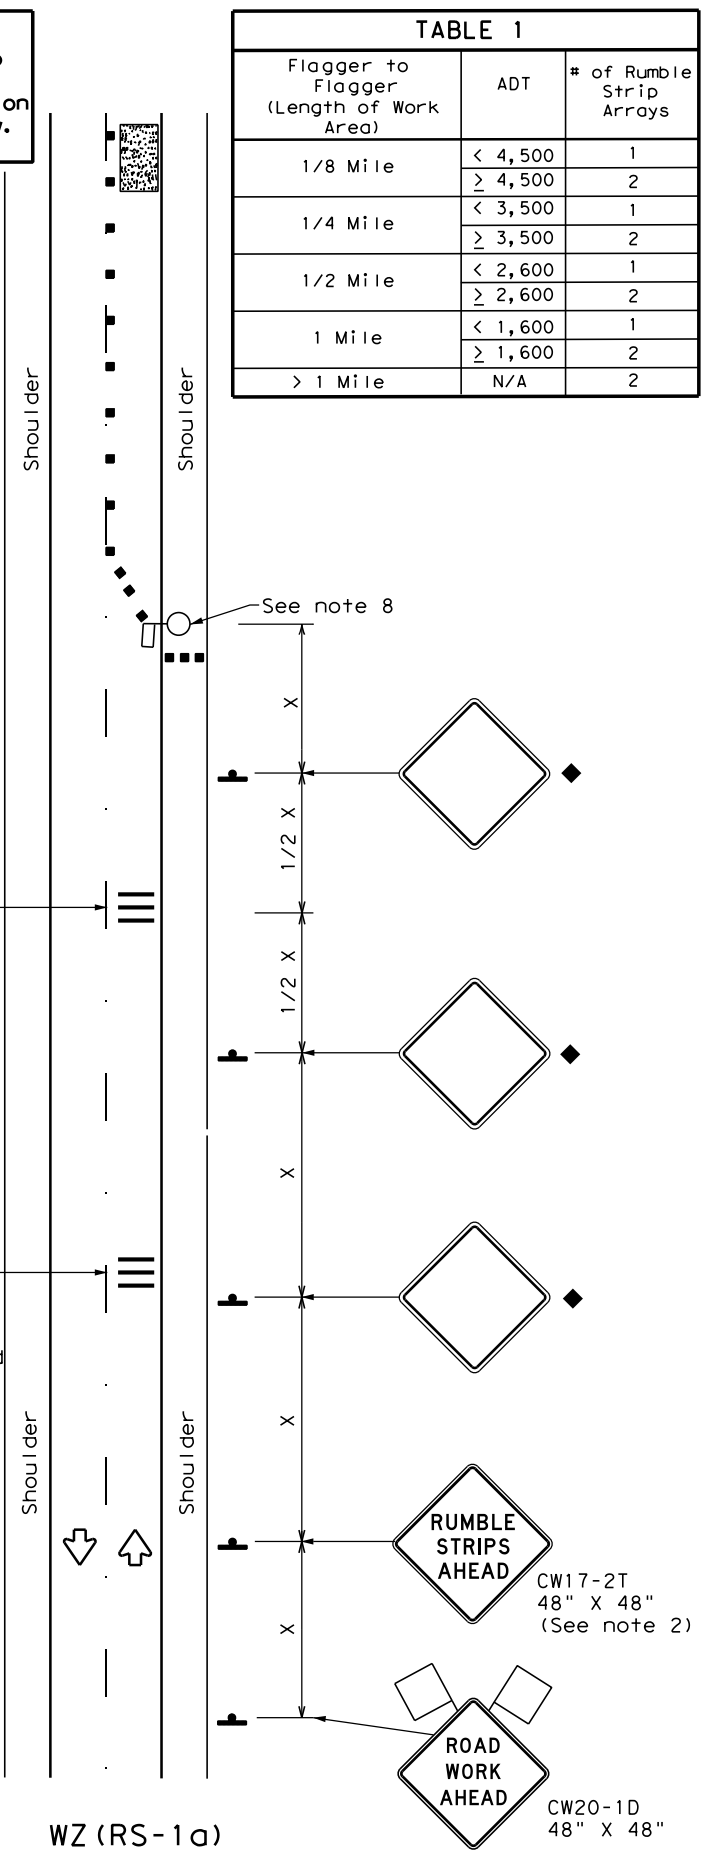 on
TABLE 1
Flagger to
Flagger
(Length of Work
Area)
ADT
# of Rumble
Strip
Arrays
1/8 Mile
< 4,500
1
≥ 4,500
2
1/4 Mile
< 3,500
1
≥ 3,500
2
1/2 Mile
< 2,600
1
≥ 2,600
2
1 Mile
< 1,600
1
≥ 1,600
2
> 1 Mile
N/A
2
Shoulder
Shoulder
See note 8
X
1/2 X
1/2 X
X
X
X
Shoulder
Shoulder
RUMBLE
STRIPS
AHEAD
CW17-2T
48" X 48"
(See note 2)
ROAD
WORK
AHEAD
CW20-1D
48" X 48"
WZ(RS-1a)